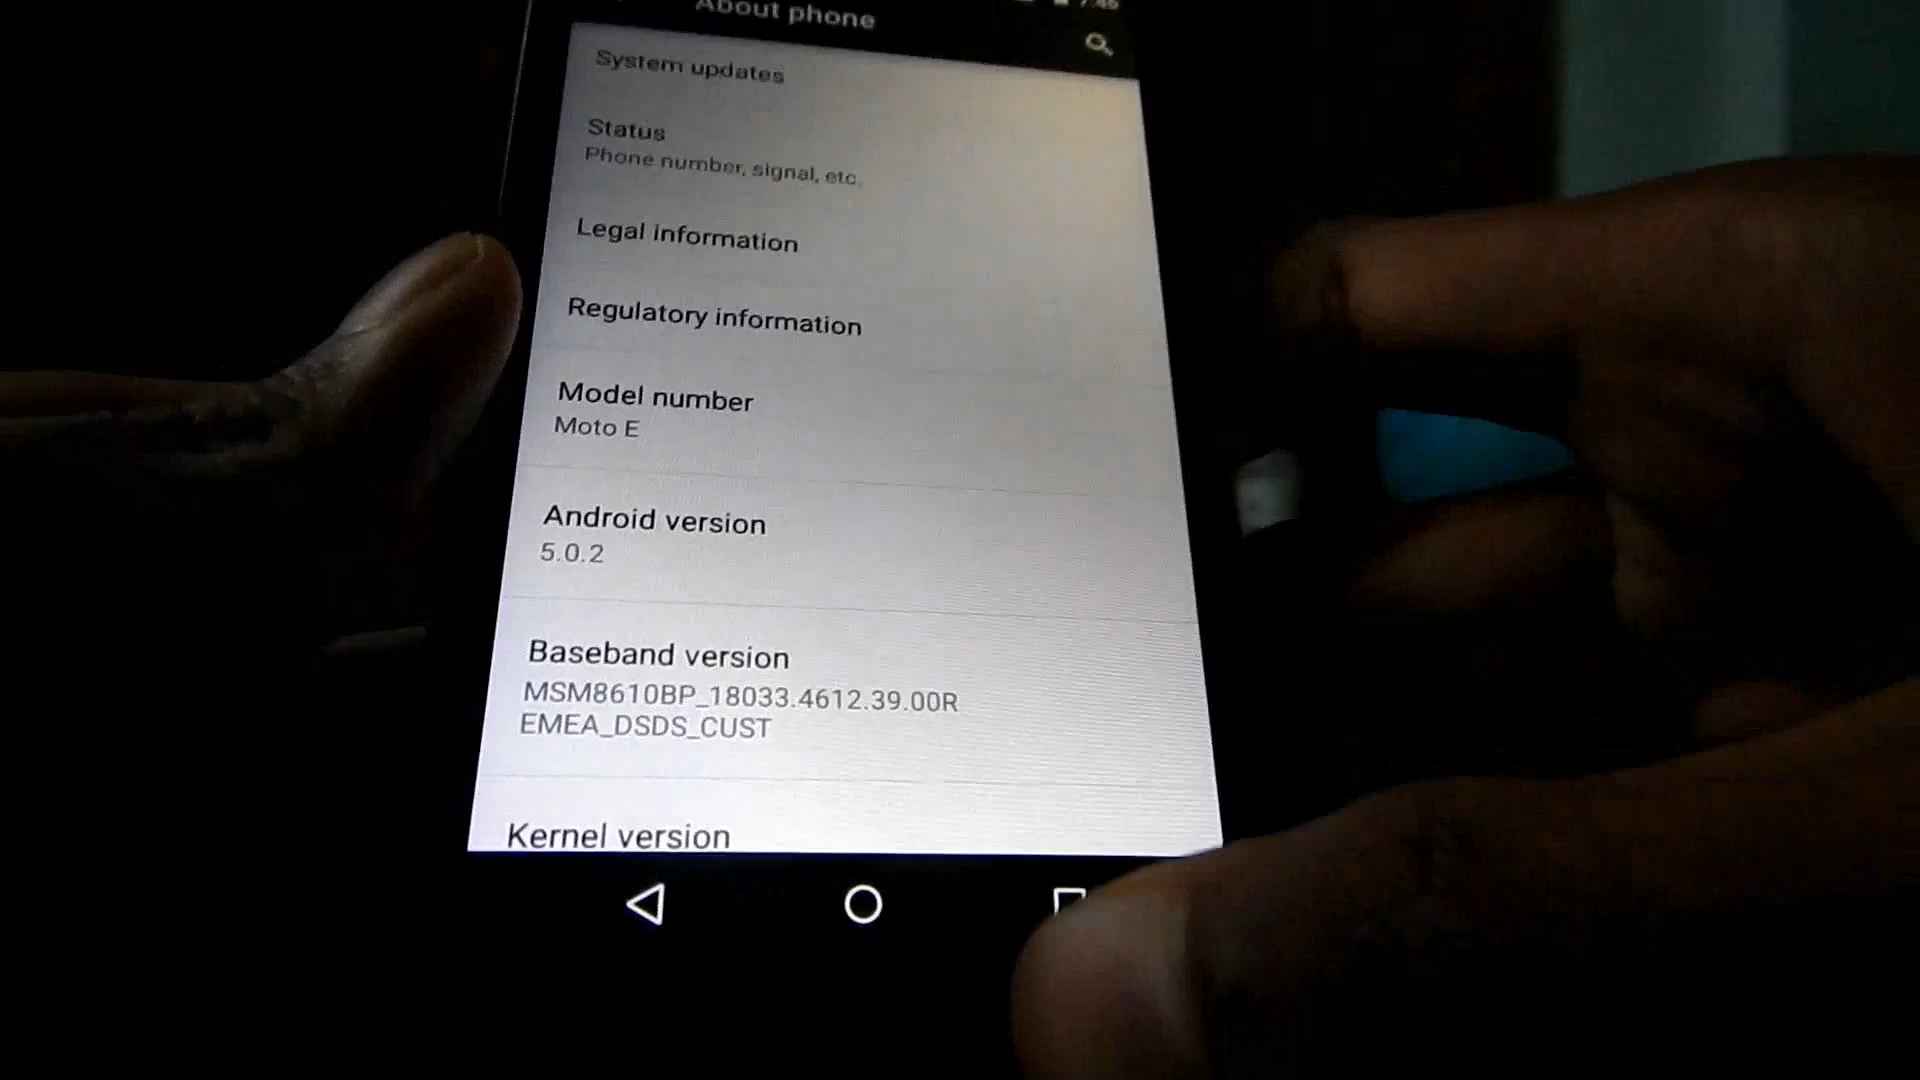 About phone
System updates
Status
Phone number, signal, etc.
Legal information
Regulatory information
Model number
Moto E
Android version
5.0.2
Baseband version
MSM8610BP_18033.4612.39.00R
EMEA_DSDS_CUST
Kernel version